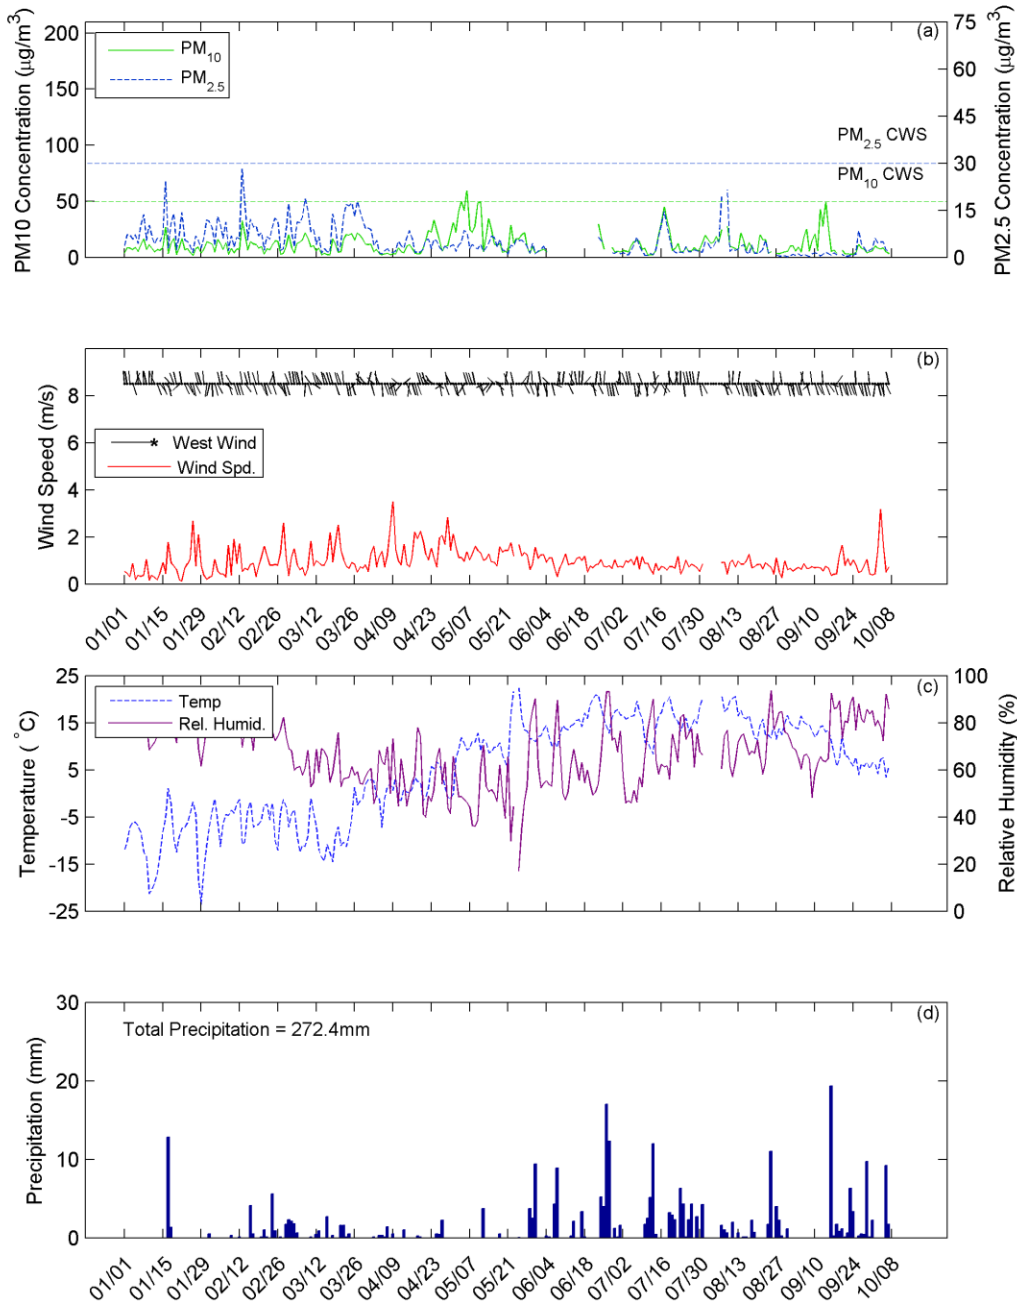 (a)
PM10 Concentration (μg/m³)
200
150
100
50
0
PM10
PM2.5
PM2.5 CWS
PM10 CWS
75
60
45
30
15
0
PM2.5 Concentration (μg/m³)
(b)
Wind Speed (m/s)
8
6
4
2
0
West Wind
Wind Spd.
01/01 01/15 01/29 02/12 02/26 03/12 03/26 04/09 04/23 05/07 05/21 06/04 06/18 07/02 07/16 07/30 08/13 08/27 09/10 09/24 10/08
(c)
Temperature (°C)
25
15
5
-5
-15
-25
Temp
Rel. Humid.
100
80
60
40
20
0
Relative Humidity (%)
(d)
Precipitation (mm)
30
20
10
0
Total Precipitation = 272.4mm
01/01 01/15 01/29 02/12 02/26 03/12 03/26 04/09 04/23 05/07 05/21 06/04 06/18 07/02 07/16 07/30 08/13 08/27 09/10 09/24 10/08